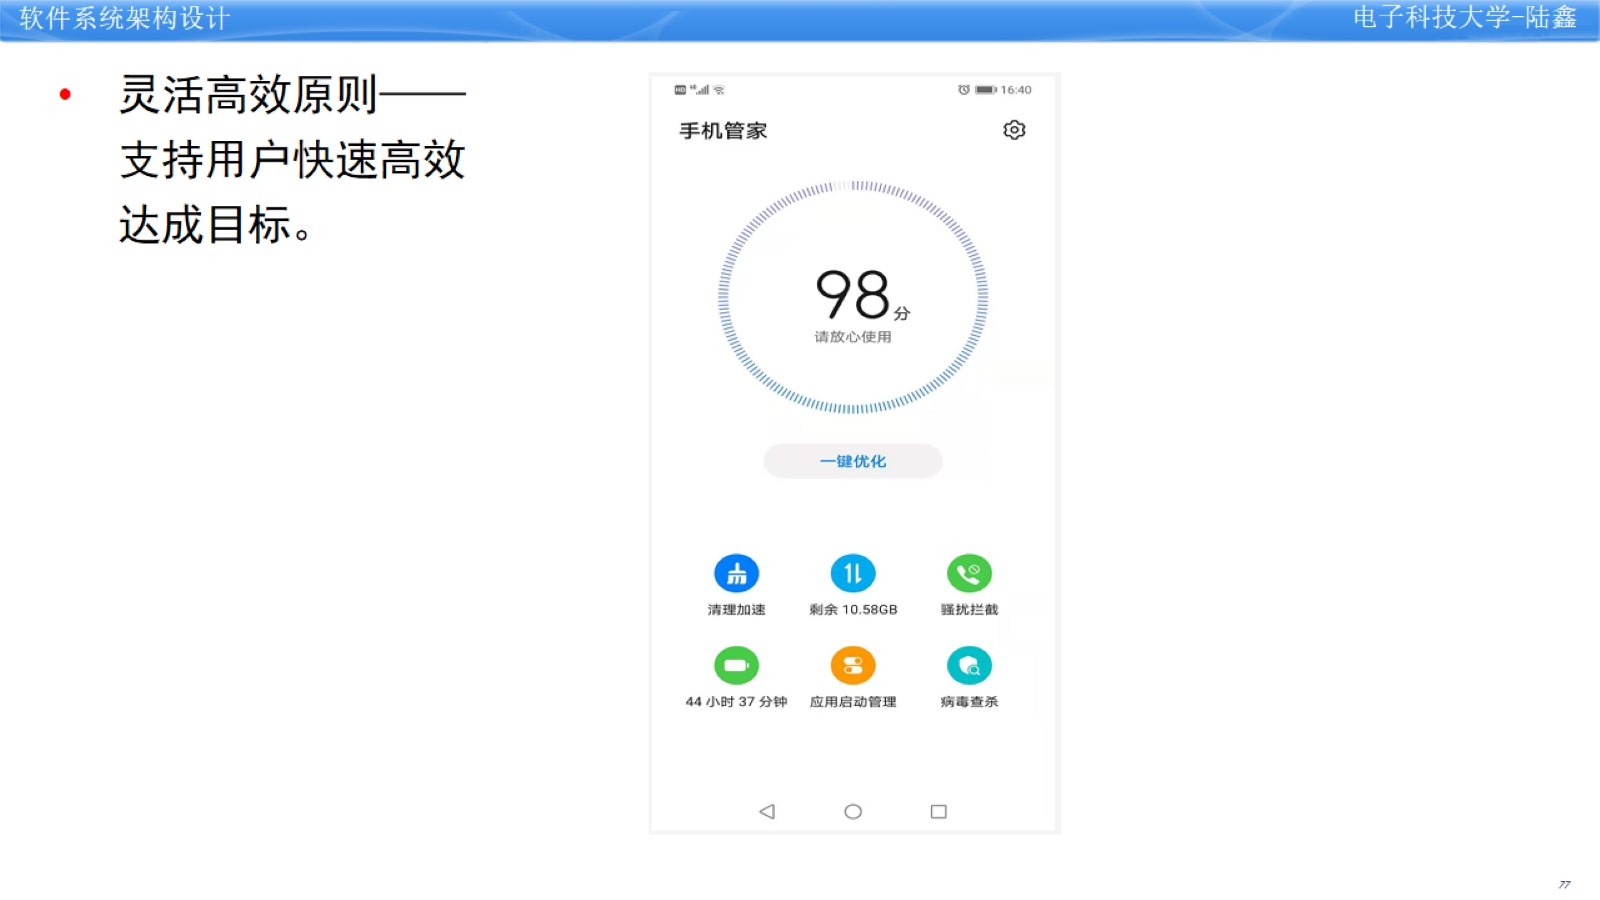 软件系统架构设计
电子科技大学-陆鑫
• 灵活高效原则——
支持用户快速高效
达成目标。
HD 16:40
手机管家
98分
请放心使用
一键优化
清理加速 剩余 10.58GB 骚扰拦截
44 小时 37 分钟 应用启动管理 病毒查杀
77